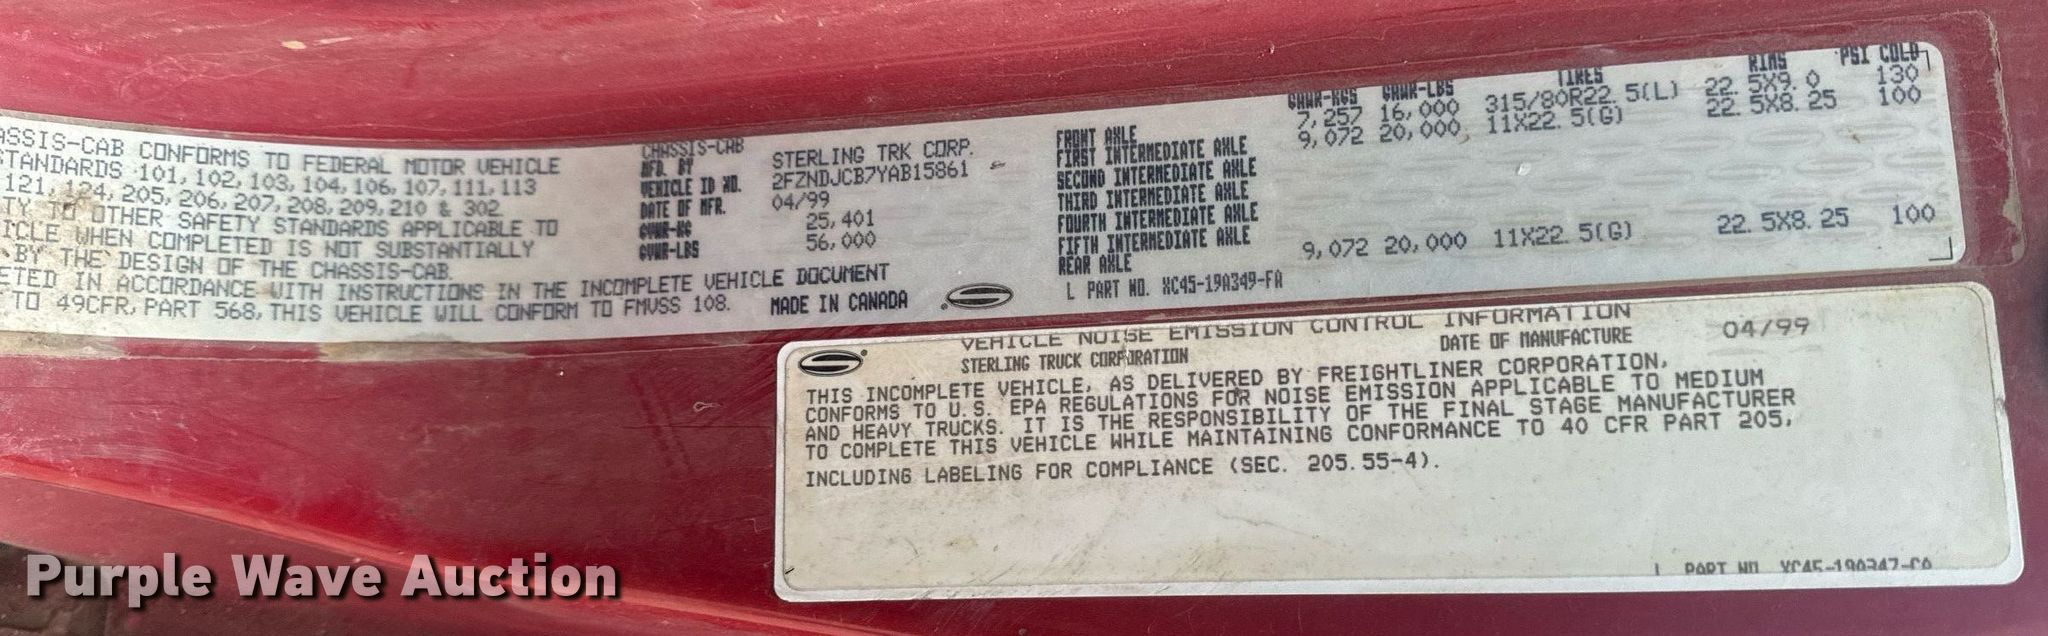 ASSIS-CAB CONFORMS TO FEDERAL MOTOR VEHICLE
STANDARDS 101, 102, 103, 104, 106, 107, 111, 113
121, 124, 205, 206, 207, 208, 209, 210 & 302
TY TO OTHER SAFETY STANDARDS APPLICABLE TO
ICLE WHEN COMPLETED IS NOT SUBSTANTIALLY
BY THE DESIGN OF THE CHASSIS-CAB.
ETED IN ACCORDANCE WITH INSTRUCTIONS IN THE INCOMPLETE VEHICLE DOCUMENT
TO 49CFR, PART 568, THIS VEHICLE WILL CONFORM TO FMVSS 108. MADE IN CANADA
CHASSIS-CAB
MFD. BY STERLING TRK CORP.
VEHICLE ID NO. 2FZNDJCB7YAB15861
DATE OF MFR. 04/99
GVWR-KG 25,401
GVWR-LBS 56,000
GAWR-KGS GAWR-LBS TIRES RIMS PSI COLD
FRONT AXLE 7,257 16,000 315/80R22.5(L) 22.5X9.0 130
FIRST INTERMEDIATE AXLE 9,072 20,000 11X22.5(G) 22.5X8.25 100
SECOND INTERMEDIATE AXLE
THIRD INTERMEDIATE AXLE
FOURTH INTERMEDIATE AXLE
FIFTH INTERMEDIATE AXLE
REAR AXLE 9,072 20,000 11X22.5(G) 22.5X8.25 100
L PART NO. XC45-19A349-FA
VEHICLE NOISE EMISSION CONTROL INFORMATION
STERLING TRUCK CORPORATION DATE OF MANUFACTURE 04/99
THIS INCOMPLETE VEHICLE, AS DELIVERED BY FREIGHTLINER CORPORATION,
CONFORMS TO U.S. EPA REGULATIONS FOR NOISE EMISSION APPLICABLE TO MEDIUM
AND HEAVY TRUCKS. IT IS THE RESPONSIBILITY OF THE FINAL STAGE MANUFACTURER
TO COMPLETE THIS VEHICLE WHILE MAINTAINING CONFORMANCE TO 40 CFR PART 205,
INCLUDING LABELING FOR COMPLIANCE (SEC. 205.55-4).
L PART NO. XC45-19A347-CA
Purple Wave Auction